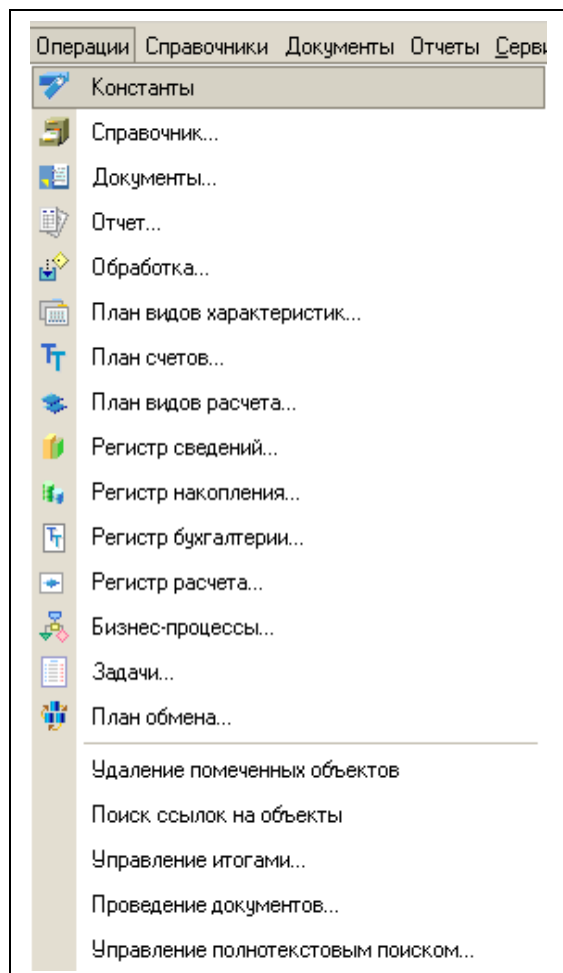 Операции Справочники Документы Отчеты Серви
Константы
Справочник...
Документы...
Отчет...
Обработка...
План видов характеристик...
План счетов...
План видов расчета...
Регистр сведений...
Регистр накопления...
Регистр бухгалтерии...
Регистр расчета...
Бизнес-процессы...
Задачи...
План обмена...
Удаление помеченных объектов
Поиск ссылок на объекты
Управление итогами...
Проведение документов...
Управление полнотекстовым поиском...